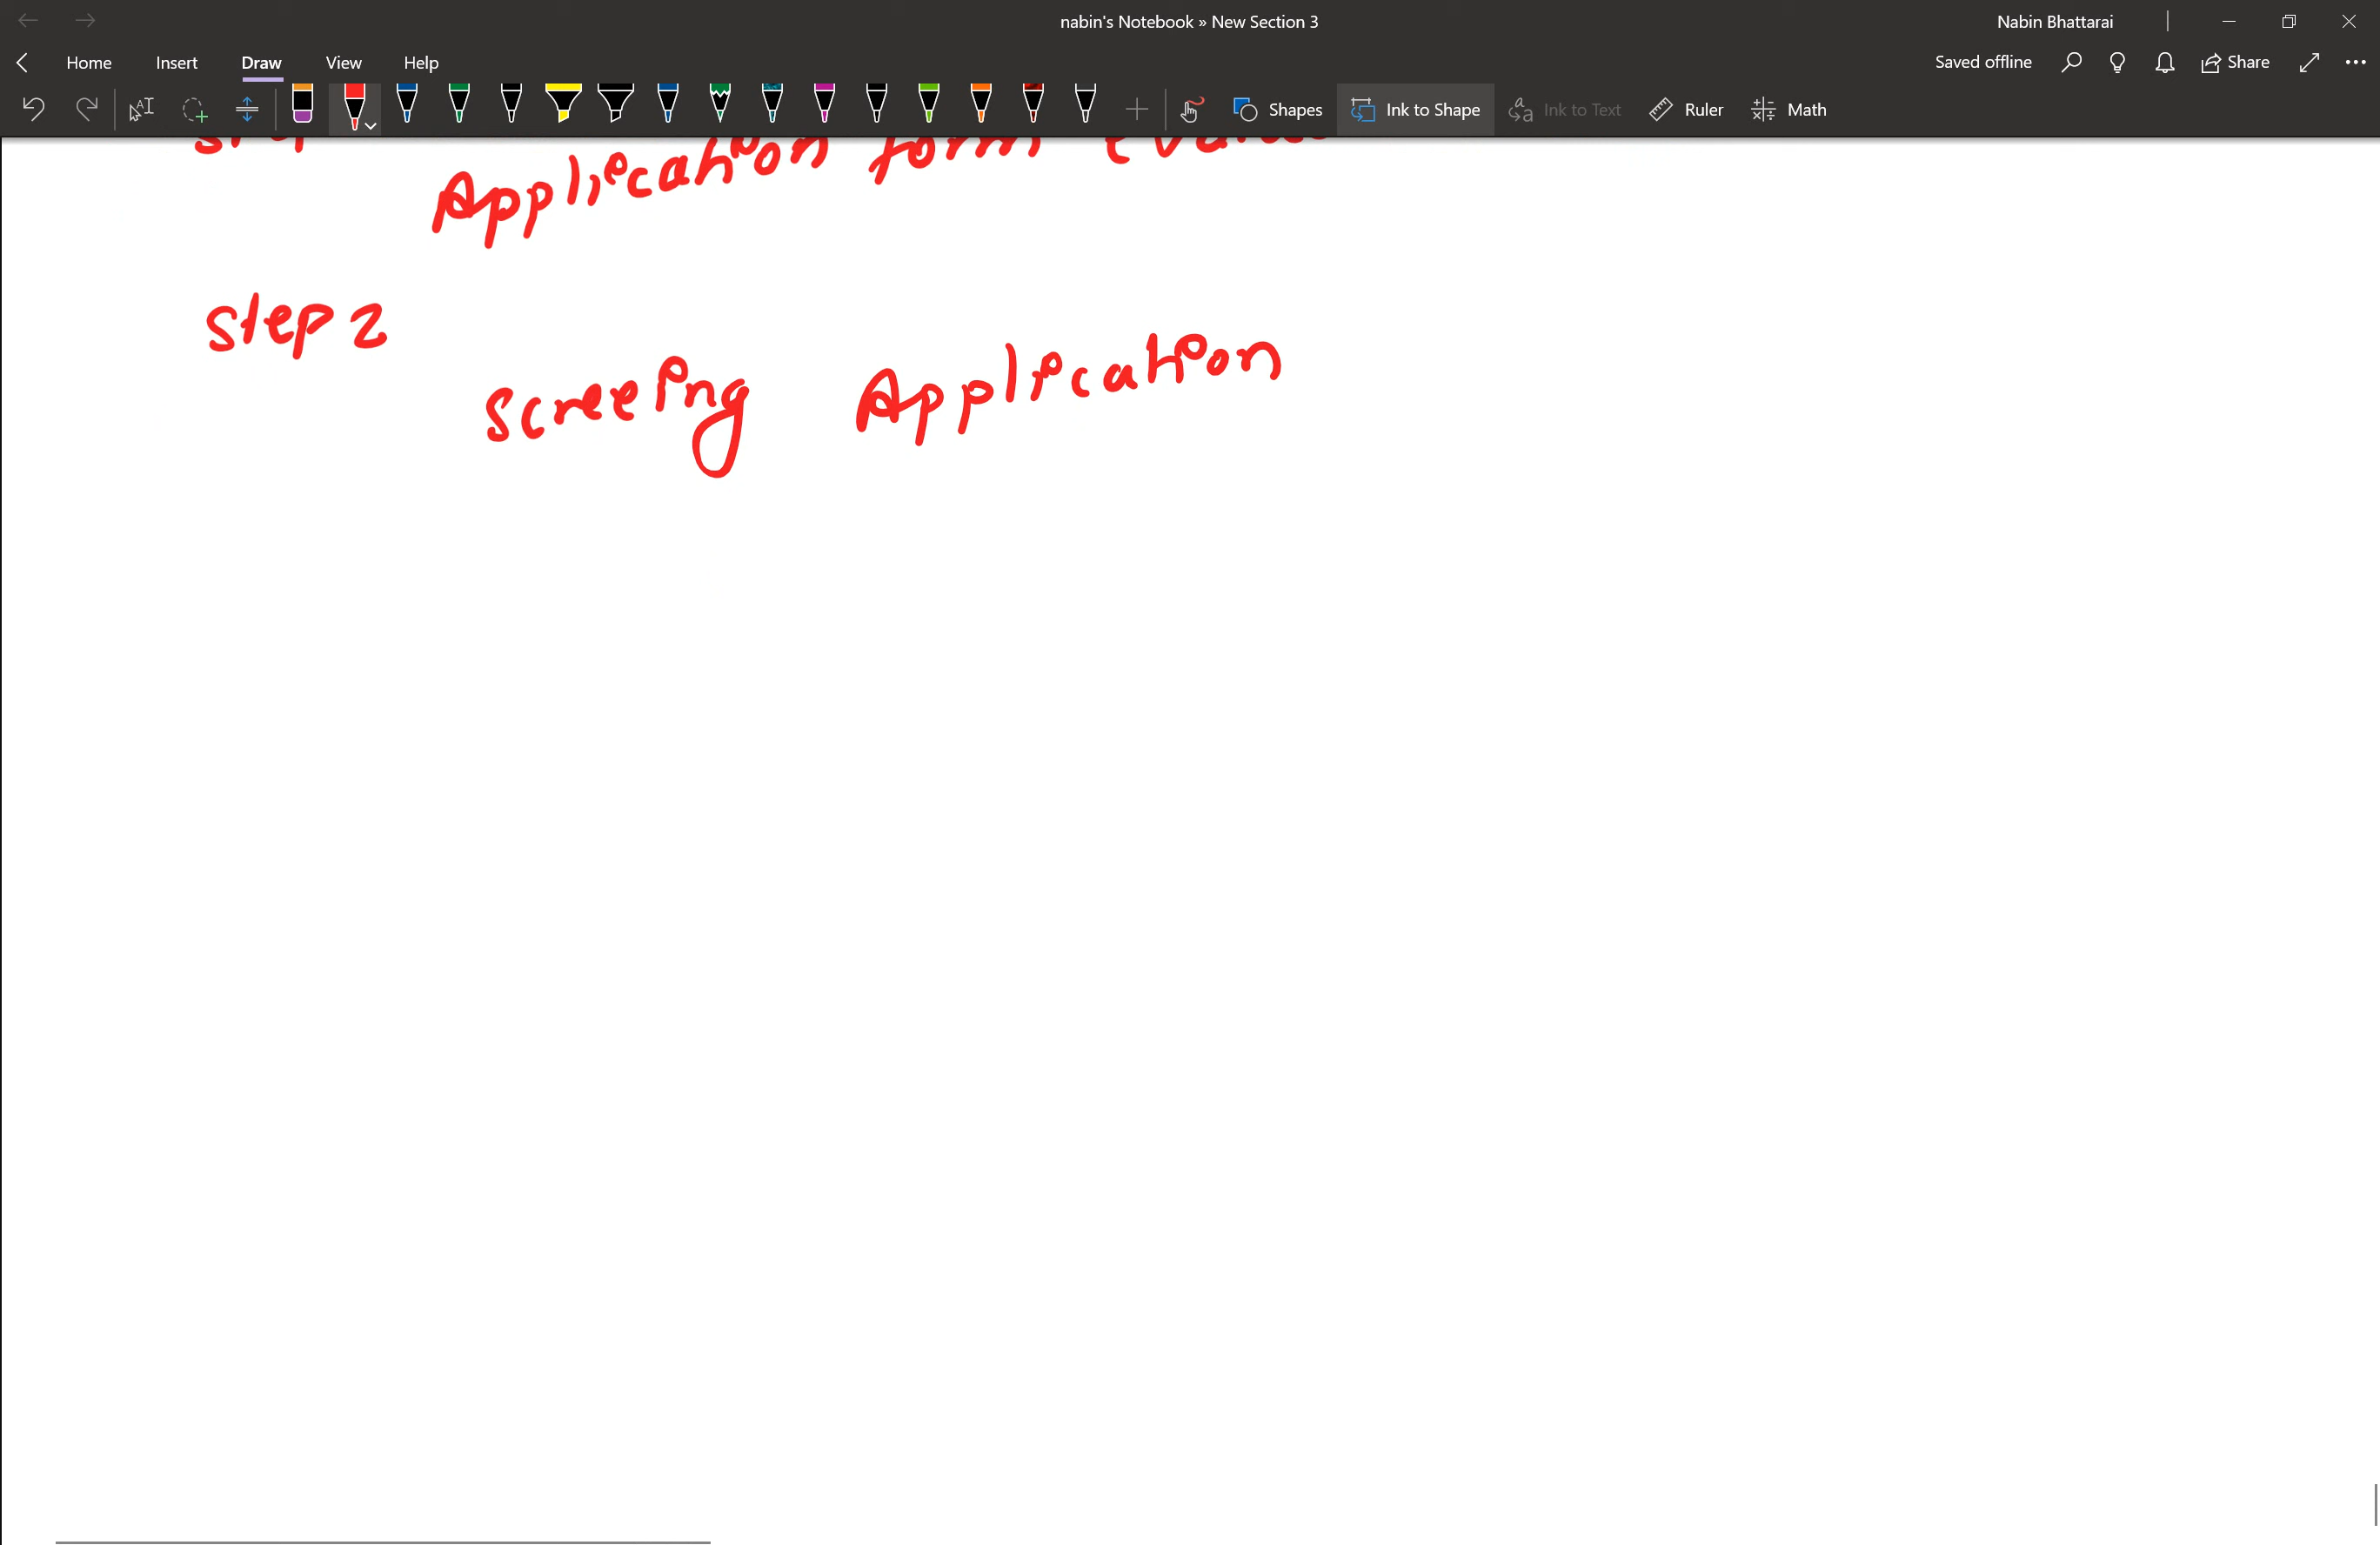 nabin's Notebook » New Section 3
Nabin Bhattarai
Home Insert Draw View Help
Saved offline
Share
Shapes Ink to Shape Ink to Text Ruler Math
Application form
step 2
screeing Application